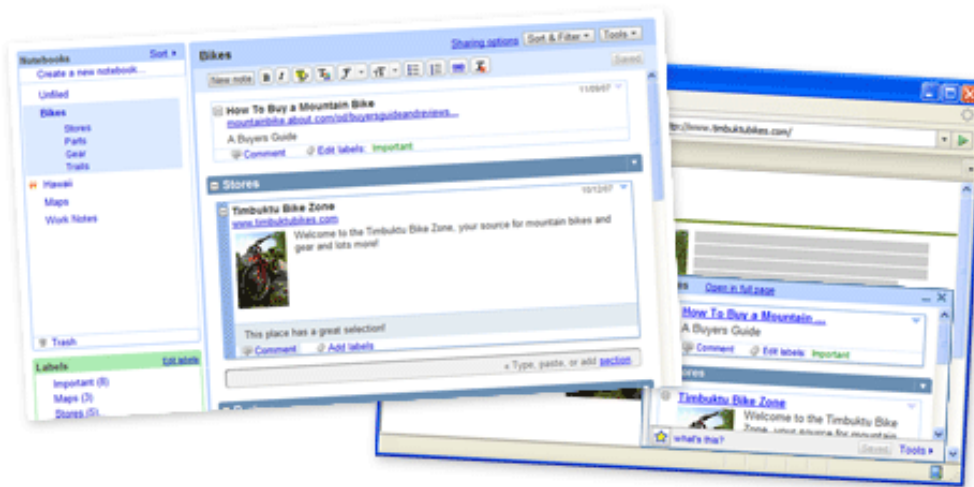 Notebooks Sort
Create a new notebook...
Unfiled
Bikes
Stores
Parts
Gear
Trails
Hawaii
Maps
Work Notes
Trash
Labels Edit labels
Important (8)
Maps (3)
Stores (5)
Bikes Sharing options Sort & Filter Tools
New note B I Saved
How To Buy a Mountain Bike 11/09/07
mountainbike.about.com/od/buyersguideandreviews....
A Buyers Guide
Comment Edit labels: Important
Stores
Timbuktu Bike Zone 10/12/07
www.timbuktubikes.com
Welcome to the Timbuktu Bike Zone, your source for mountain bikes and
gear and lots more!
This place has a great selection!
Comment Add labels
« Type, paste, or add section
www.timbuktubikes.com/
Open in full page
How To Buy a Mountain ...
A Buyers Guide
Comment Edit labels: Important
Timbuktu Bike Zone
Welcome to the Timbuktu Bike
Zone, your source for mountain
what's this? Saved Tools